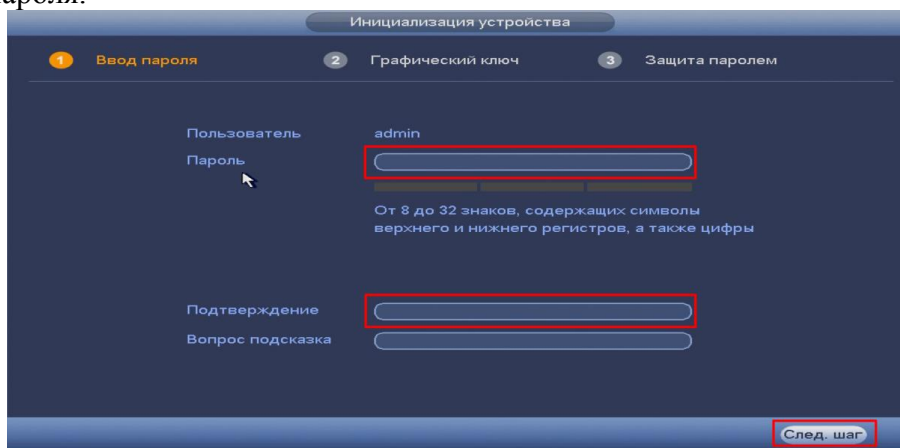 пароля.
Инициализация устройства
1 Ввод пароля 2 Графический ключ 3 Защита паролем
Пользователь admin
Пароль
От 8 до 32 знаков, содержащих символы
верхнего и нижнего регистров, а также цифры
Подтверждение
Вопрос подсказка
След. шаг